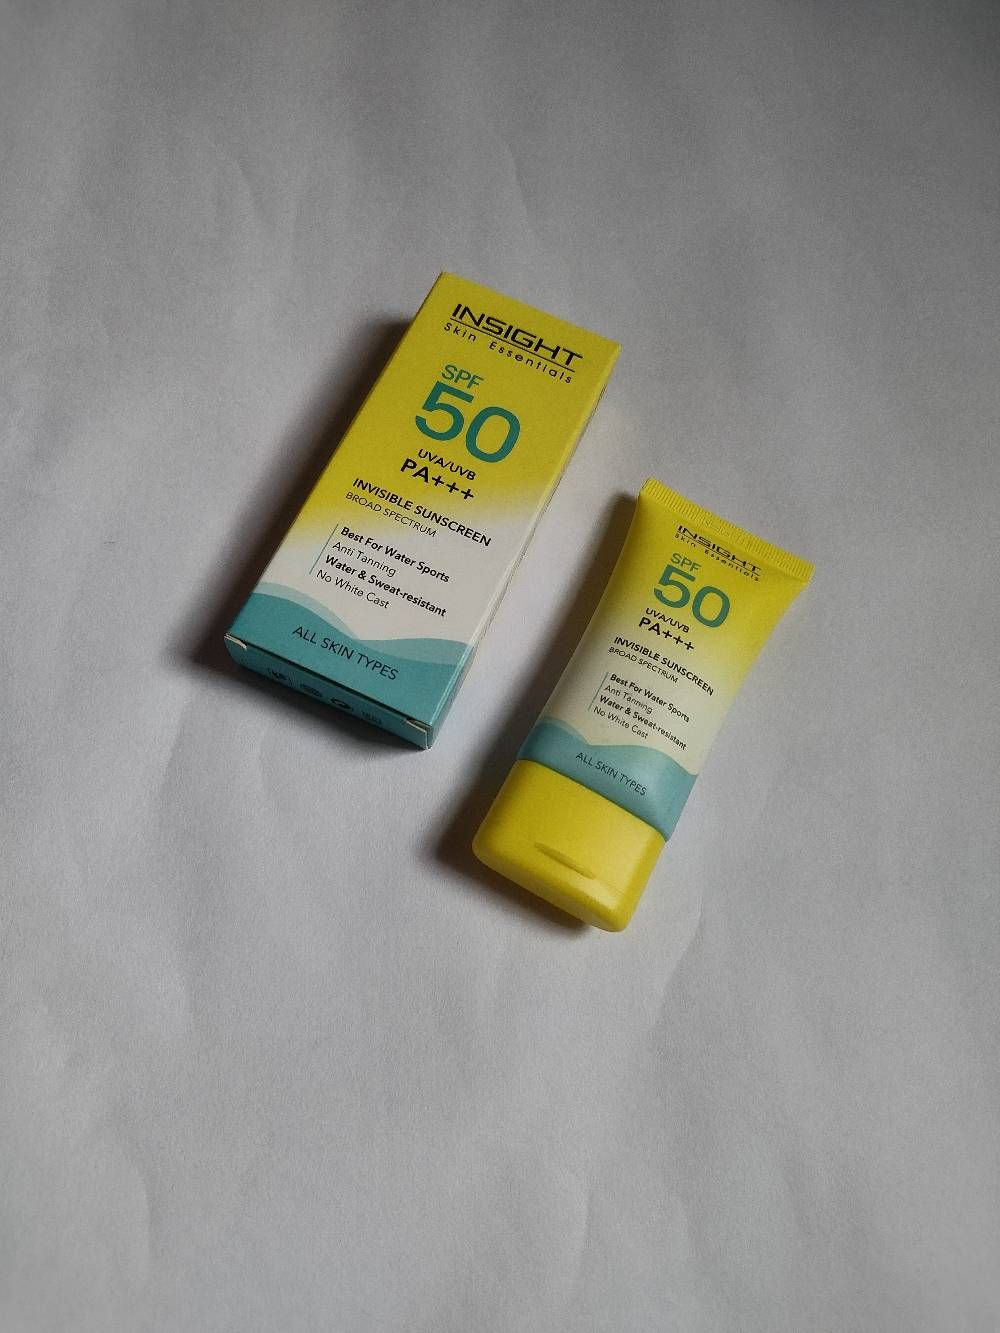 INSIGHT
Skin Essentials
SPF
50
UVA/UVB
PA+++
INVISIBLE SUNSCREEN
BROAD SPECTRUM
Best For Water Sports
Anti Tanning
Water & Sweat-resistant
No White Cast
ALL SKIN TYPES
INSIGHT
Skin Essentials
SPF
50
UVA/UVB
PA+++
INVISIBLE SUNSCREEN
BROAD SPECTRUM
Best For Water Sports
Anti Tanning
Water & Sweat-resistant
No White Cast
ALL SKIN TYPES